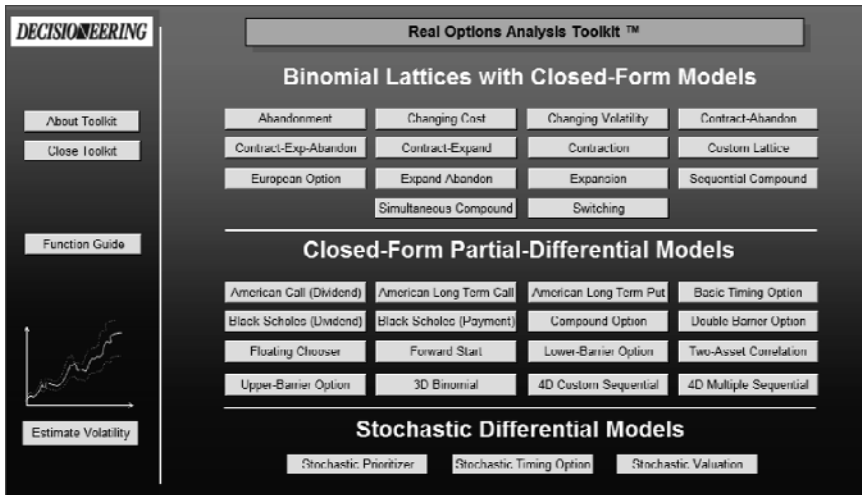 DECISIONEERING
Real Options Analysis Toolkit ™
Binomial Lattices with Closed-Form Models
About Toolkit
Close Toolkit
Abandonment Changing Cost Changing Volatility Contract-Abandon
Contract-Exp-Abandon Contract-Expand Contraction Custom Lattice
European Option Expand Abandon Expansion Sequential Compound
Simultaneous Compound Switching
Function Guide
Closed-Form Partial-Differential Models
American Call (Dividend) American Long Term Call American Long Term Put Basic Timing Option
Black Scholes (Dividend) Black Scholes (Payment) Compound Option Double Barrier Option
Floating Chooser Forward Start Lower-Barrier Option Two-Asset Correlation
Upper-Barrier Option 3D Binomial 4D Custom Sequential 4D Multiple Sequential
Estimate Volatility
Stochastic Differential Models
Stochastic Prioritizer Stochastic Timing Option Stochastic Valuation